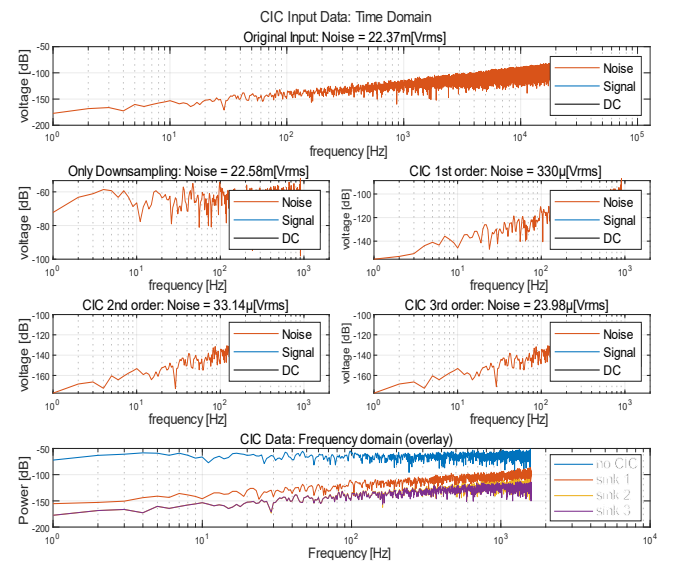 CIC Input Data: Time Domain
Original Input: Noise = 22.37m[Vrms]
voltage [dB]
-50
-100
-150
-200
Noise
Signal
DC
10^0 10^1 10^2 10^3 10^4 10^5
frequency [Hz]
Only Downsampling: Noise = 22.58m[Vrms]
voltage [dB]
-60
-80
-100
Noise
Signal
DC
10^0 10^1 10^2 10^3
frequency [Hz]
CIC 1st order: Noise = 330µ[Vrms]
voltage [dB]
-100
-120
-140
Noise
Signal
DC
10^0 10^1 10^2 10^3
frequency [Hz]
CIC 2nd order: Noise = 33.14µ[Vrms]
voltage [dB]
-100
-120
-140
-160
Noise
Signal
DC
10^0 10^1 10^2 10^3
frequency [Hz]
CIC 3rd order: Noise = 23.98µ[Vrms]
voltage [dB]
-100
-120
-140
-160
Noise
Signal
DC
10^0 10^1 10^2 10^3
frequency [Hz]
CIC Data: Frequency domain (overlay)
Power [dB]
-50
-100
-150
-200
no CIC
sink 1
sink 2
sink 3
10^0 10^1 10^2 10^3 10^4
Frequency [Hz]